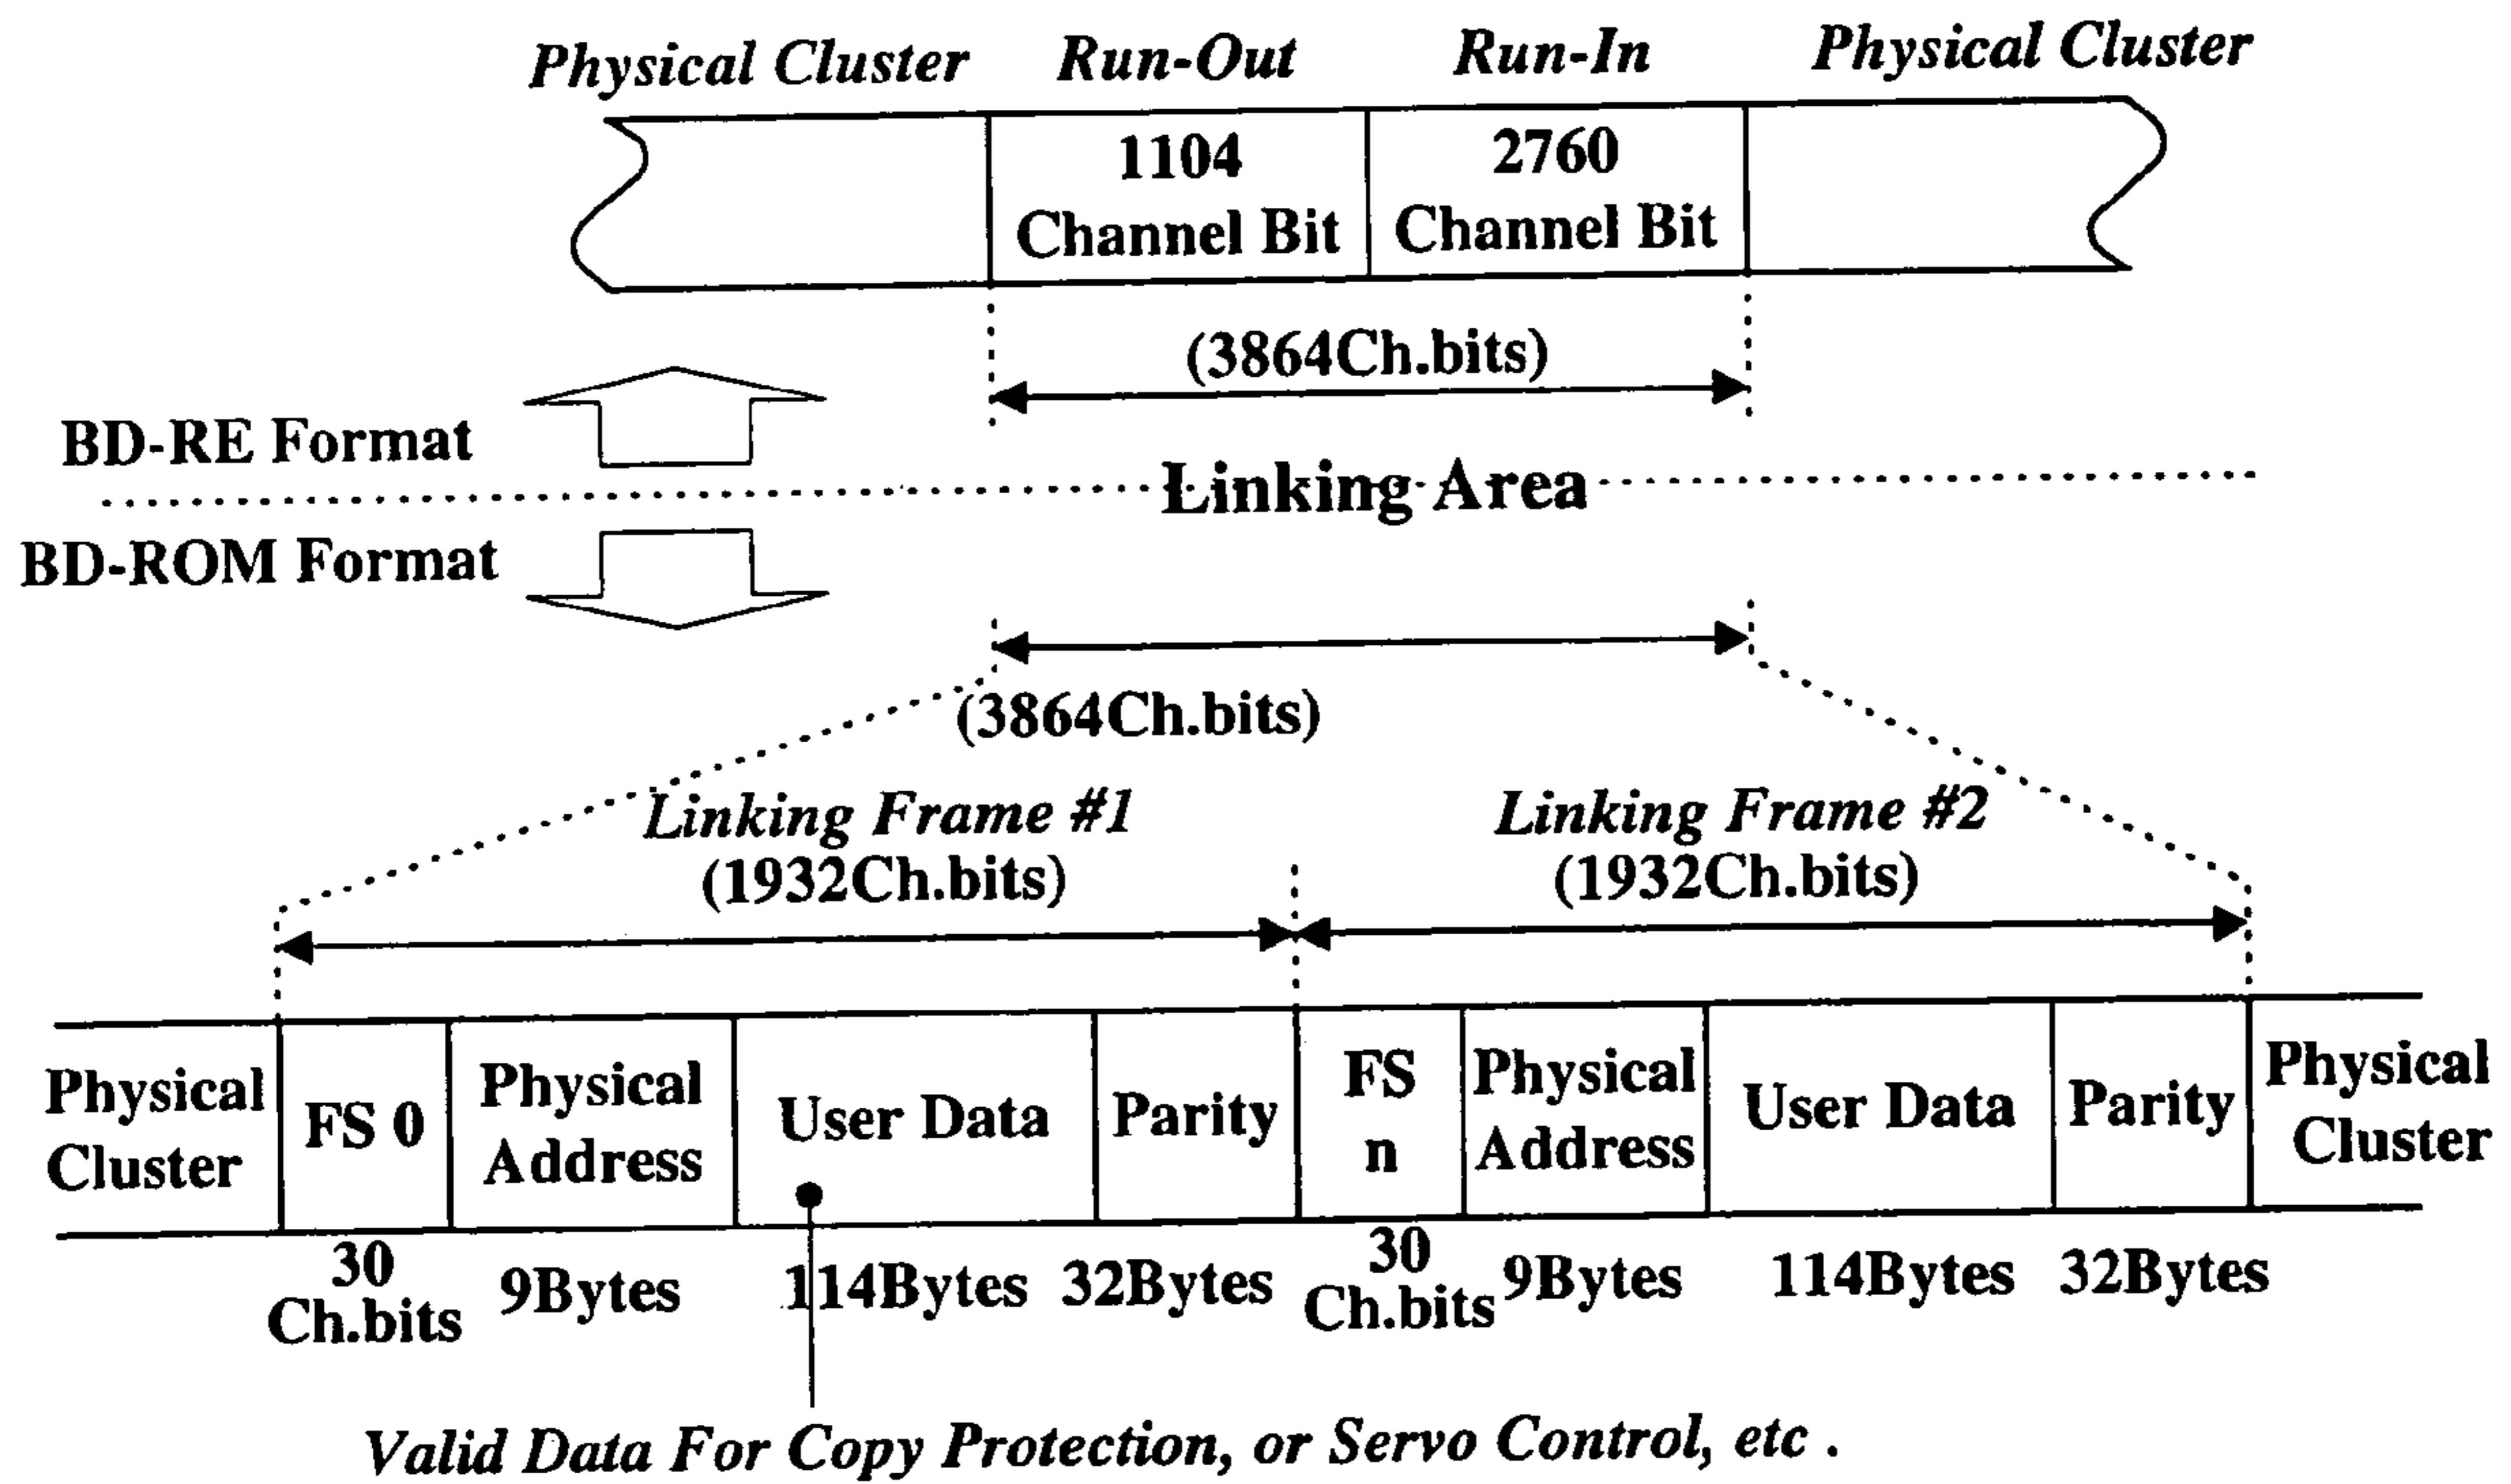 Physical Cluster Run-Out Run-In Physical Cluster
1104 Channel Bit
2760 Channel Bit
(3864Ch.bits)
BD-RE Format
Linking Area
BD-ROM Format
(3864Ch.bits)
Linking Frame #1
(1932Ch.bits)
Linking Frame #2
(1932Ch.bits)
Physical Cluster
FS 0
Physical Address
User Data
Parity
FS n
Physical Address
User Data
Parity
Physical Cluster
30 Ch.bits
9Bytes
114Bytes
32Bytes
30 Ch.bits
9Bytes
114Bytes
32Bytes
Valid Data For Copy Protection, or Servo Control, etc .